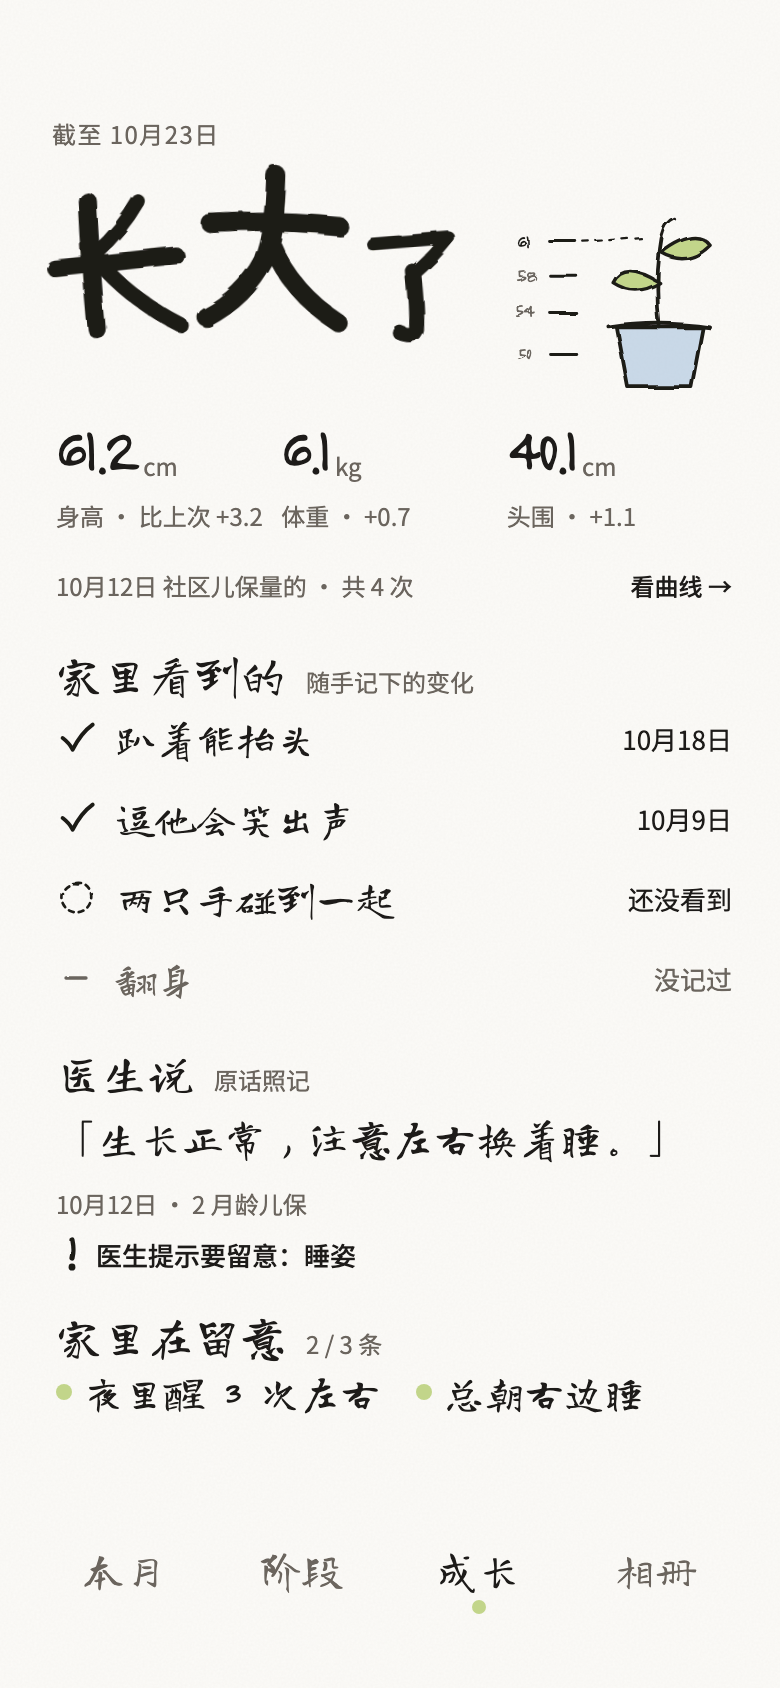 截至 10月23日
长大了
61
58
54
50
61.2 cm 6.1 kg 40.1 cm
身高 · 比上次 +3.2 体重 · +0.7 头围 · +1.1
10月12日 社区儿保量的 · 共 4 次 看曲线 →
家里看到的 随手记下的变化
✓ 趴着能抬头 10月18日
✓ 逗他会笑出声 10月9日
两只手碰到一起 还没看到
— 翻身 没记过
医生说 原话照记
「生长正常，注意左右换着睡。」
10月12日 · 2 月龄儿保
! 医生提示要留意：睡姿
家里在留意 2 / 3 条
夜里醒 3 次左右 总朝右边睡
本月 阶段 成长 相册